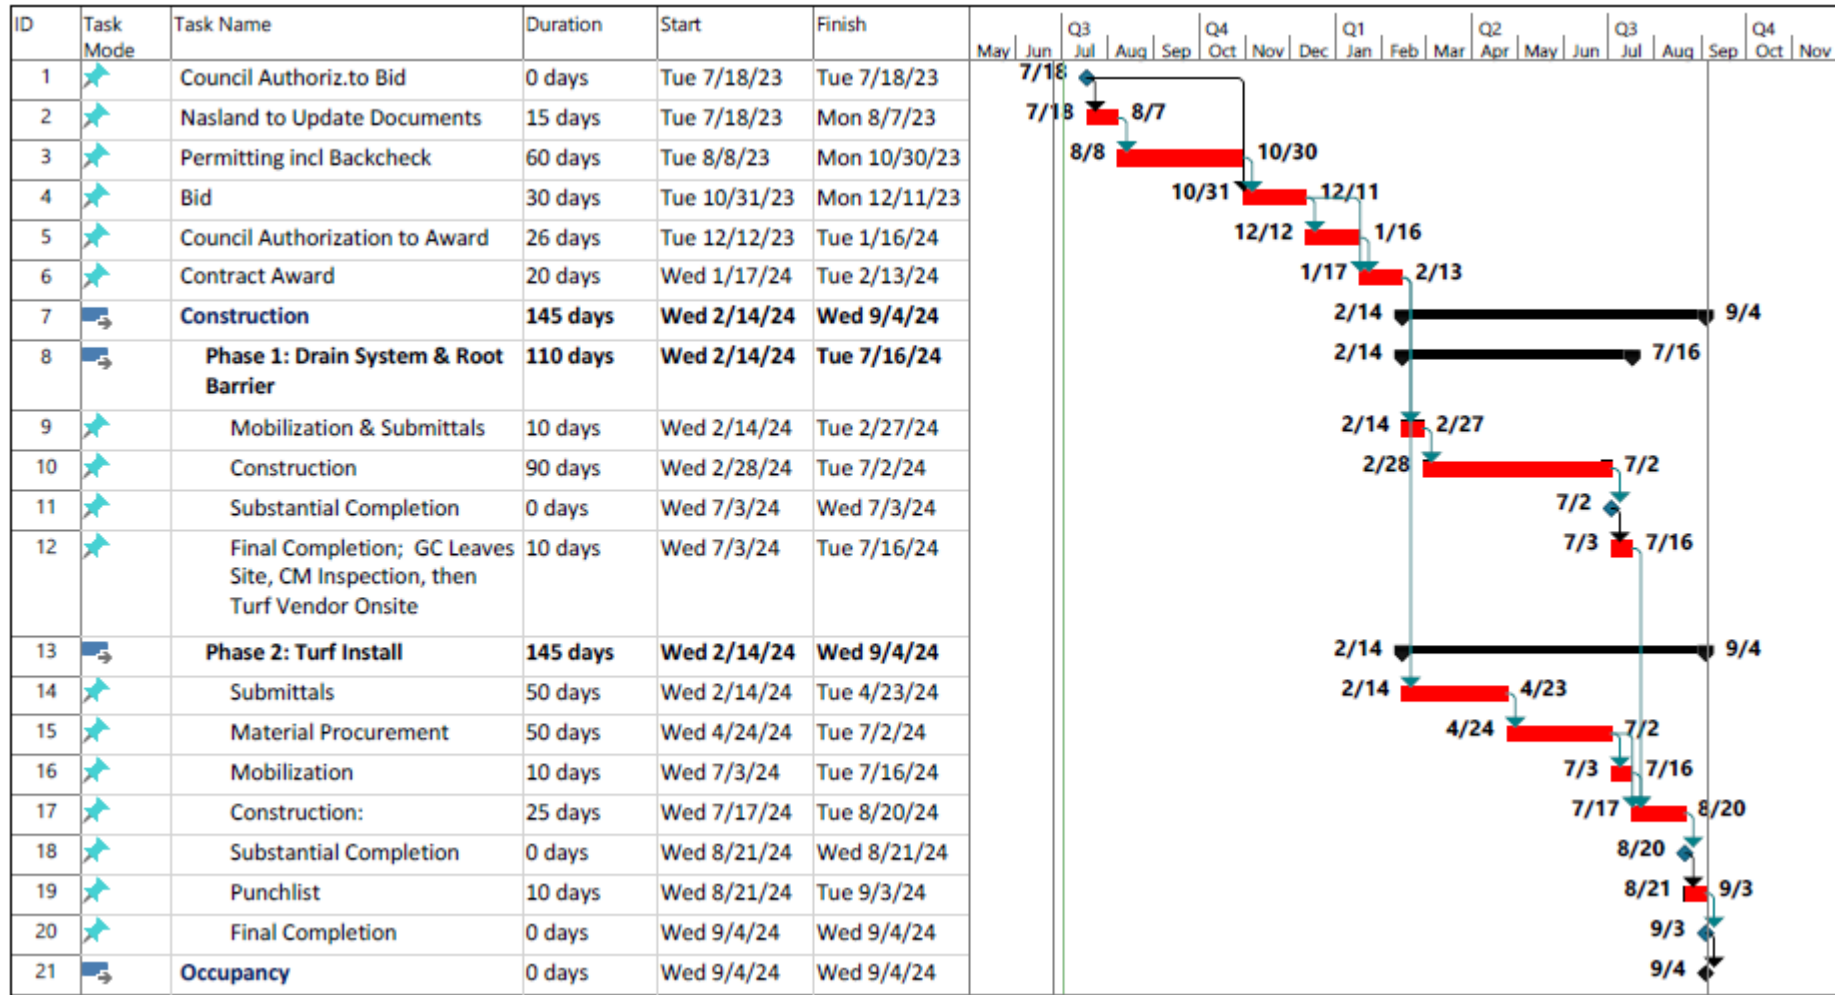 ID Task Mode Task Name Duration Start Finish
Q3 Q4 Q1 Q2 Q3 Q4
May Jun Jul Aug Sep Oct Nov Dec Jan Feb Mar Apr May Jun Jul Aug Sep Oct Nov
1 Council Authoriz.to Bid 0 days Tue 7/18/23 Tue 7/18/23 7/18
2 Nasland to Update Documents 15 days Tue 7/18/23 Mon 8/7/23 7/18 8/7
3 Permitting incl Backcheck 60 days Tue 8/8/23 Mon 10/30/23 8/8 10/30
4 Bid 30 days Tue 10/31/23 Mon 12/11/23 10/31 12/11
5 Council Authorization to Award 26 days Tue 12/12/23 Tue 1/16/24 12/12 1/16
6 Contract Award 20 days Wed 1/17/24 Tue 2/13/24 1/17 2/13
7 Construction 145 days Wed 2/14/24 Wed 9/4/24 2/14 9/4
8 Phase 1: Drain System & Root 110 days Wed 2/14/24 Tue 7/16/24 2/14 7/16
Barrier
9 Mobilization & Submittals 10 days Wed 2/14/24 Tue 2/27/24 2/14 2/27
10 Construction 90 days Wed 2/28/24 Tue 7/2/24 2/28 7/2
11 Substantial Completion 0 days Wed 7/3/24 Wed 7/3/24 7/2
12 Final Completion; GC Leaves 10 days Wed 7/3/24 Tue 7/16/24 7/3 7/16
Site, CM Inspection, then
Turf Vendor Onsite
13 Phase 2: Turf Install 145 days Wed 2/14/24 Wed 9/4/24 2/14 9/4
14 Submittals 50 days Wed 2/14/24 Tue 4/23/24 2/14 4/23
15 Material Procurement 50 days Wed 4/24/24 Tue 7/2/24 4/24 7/2
16 Mobilization 10 days Wed 7/3/24 Tue 7/16/24 7/3 7/16
17 Construction: 25 days Wed 7/17/24 Tue 8/20/24 7/17 8/20
18 Substantial Completion 0 days Wed 8/21/24 Wed 8/21/24 8/20
19 Punchlist 10 days Wed 8/21/24 Tue 9/3/24 8/21 9/3
20 Final Completion 0 days Wed 9/4/24 Wed 9/4/24 9/3
21 Occupancy 0 days Wed 9/4/24 Wed 9/4/24 9/4